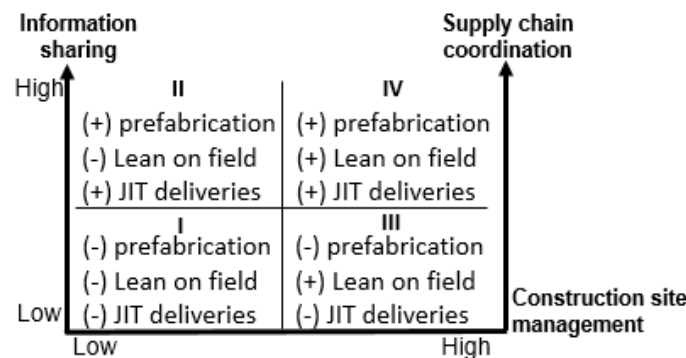 Information
sharing
Supply chain
coordination
High
II
IV
(+) prefabrication
(+) prefabrication
(-) Lean on field
(+) Lean on field
(+) JIT deliveries
(+) JIT deliveries
I
III
(-) prefabrication
(-) prefabrication
(-) Lean on field
(+) Lean on field
(-) JIT deliveries
(-) JIT deliveries
Low
Construction site
management
Low
High